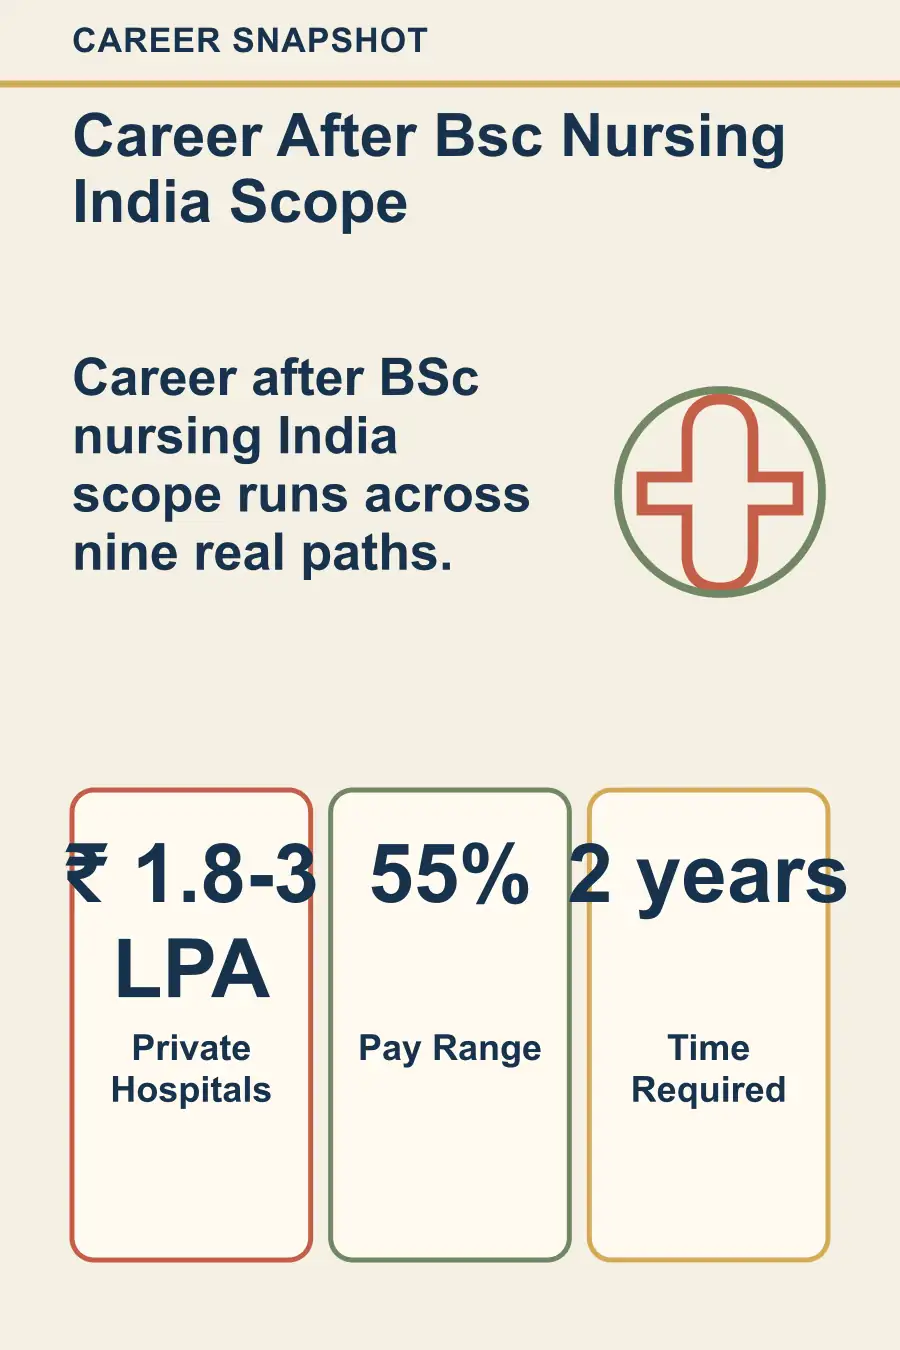 CAREER SNAPSHOT
Career After Bsc Nursing
India Scope
Career after BSc
nursing India
scope runs across
nine real paths.
₹ 1.8-3
LPA
Private
Hospitals
55%
Pay Range
2 years
Time
Required